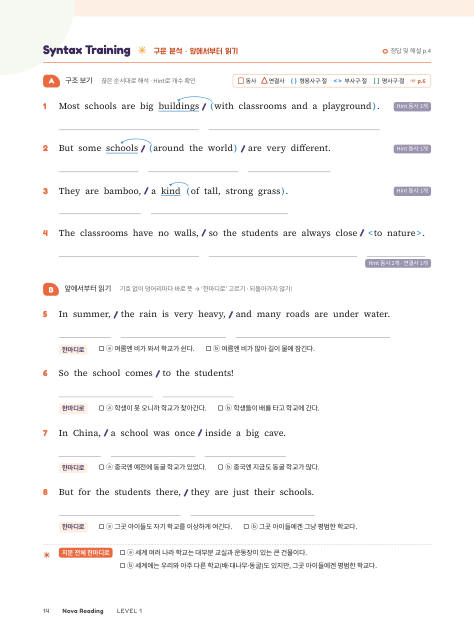 Syntax Training ✳ 구문 분석 · 앞에서부터 읽기 정답 및 해설 p.4
A 구조 보기 끊은 순서대로 해석 · Hint로 개수 확인 □ 동사 △ 연결사 ( ) 형용사구·절 < > 부사구·절 [ ] 명사구·절 ☞ p.6
1 Most schools are big buildings / (with classrooms and a playground). Hint 동사 1개
2 But some schools / (around the world) / are very different. Hint 동사 1개
3 They are bamboo, / a kind (of tall, strong grass). Hint 동사 1개
4 The classrooms have no walls, / so the students are always close / <to nature>.
Hint 동사 2개 · 연결사 1개
B 앞에서부터 읽기 기호 없이 덩어리마다 바로 뜻 → '한마디로' 고르기 · 되돌아가지 않기!
5 In summer, / the rain is very heavy, / and many roads are under water.
한마디로 □ ⓐ 여름엔 비가 와서 학교가 쉰다. □ ⓑ 여름엔 비가 많아 길이 물에 잠긴다.
6 So the school comes / to the students!
한마디로 □ ⓐ 학생이 못 오니까 학교가 찾아간다. □ ⓑ 학생들이 배를 타고 학교에 간다.
7 In China, / a school was once / inside a big cave.
한마디로 □ ⓐ 중국엔 예전에 동굴 학교가 있었다. □ ⓑ 중국엔 지금도 동굴 학교가 많다.
8 But for the students there, / they are just their schools.
한마디로 □ ⓐ 그곳 아이들도 자기 학교를 이상하게 여긴다. □ ⓑ 그곳 아이들에겐 그냥 평범한 학교다.
✳ 지문 전체 한마디로 □ ⓐ 세계 여러 나라 학교는 대부분 교실과 운동장이 있는 큰 건물이다.
□ ⓑ 세계에는 우리와 아주 다른 학교(배·대나무·동굴)도 있지만, 그곳 아이들에겐 평범한 학교다.
14 Nova Reading LEVEL 1